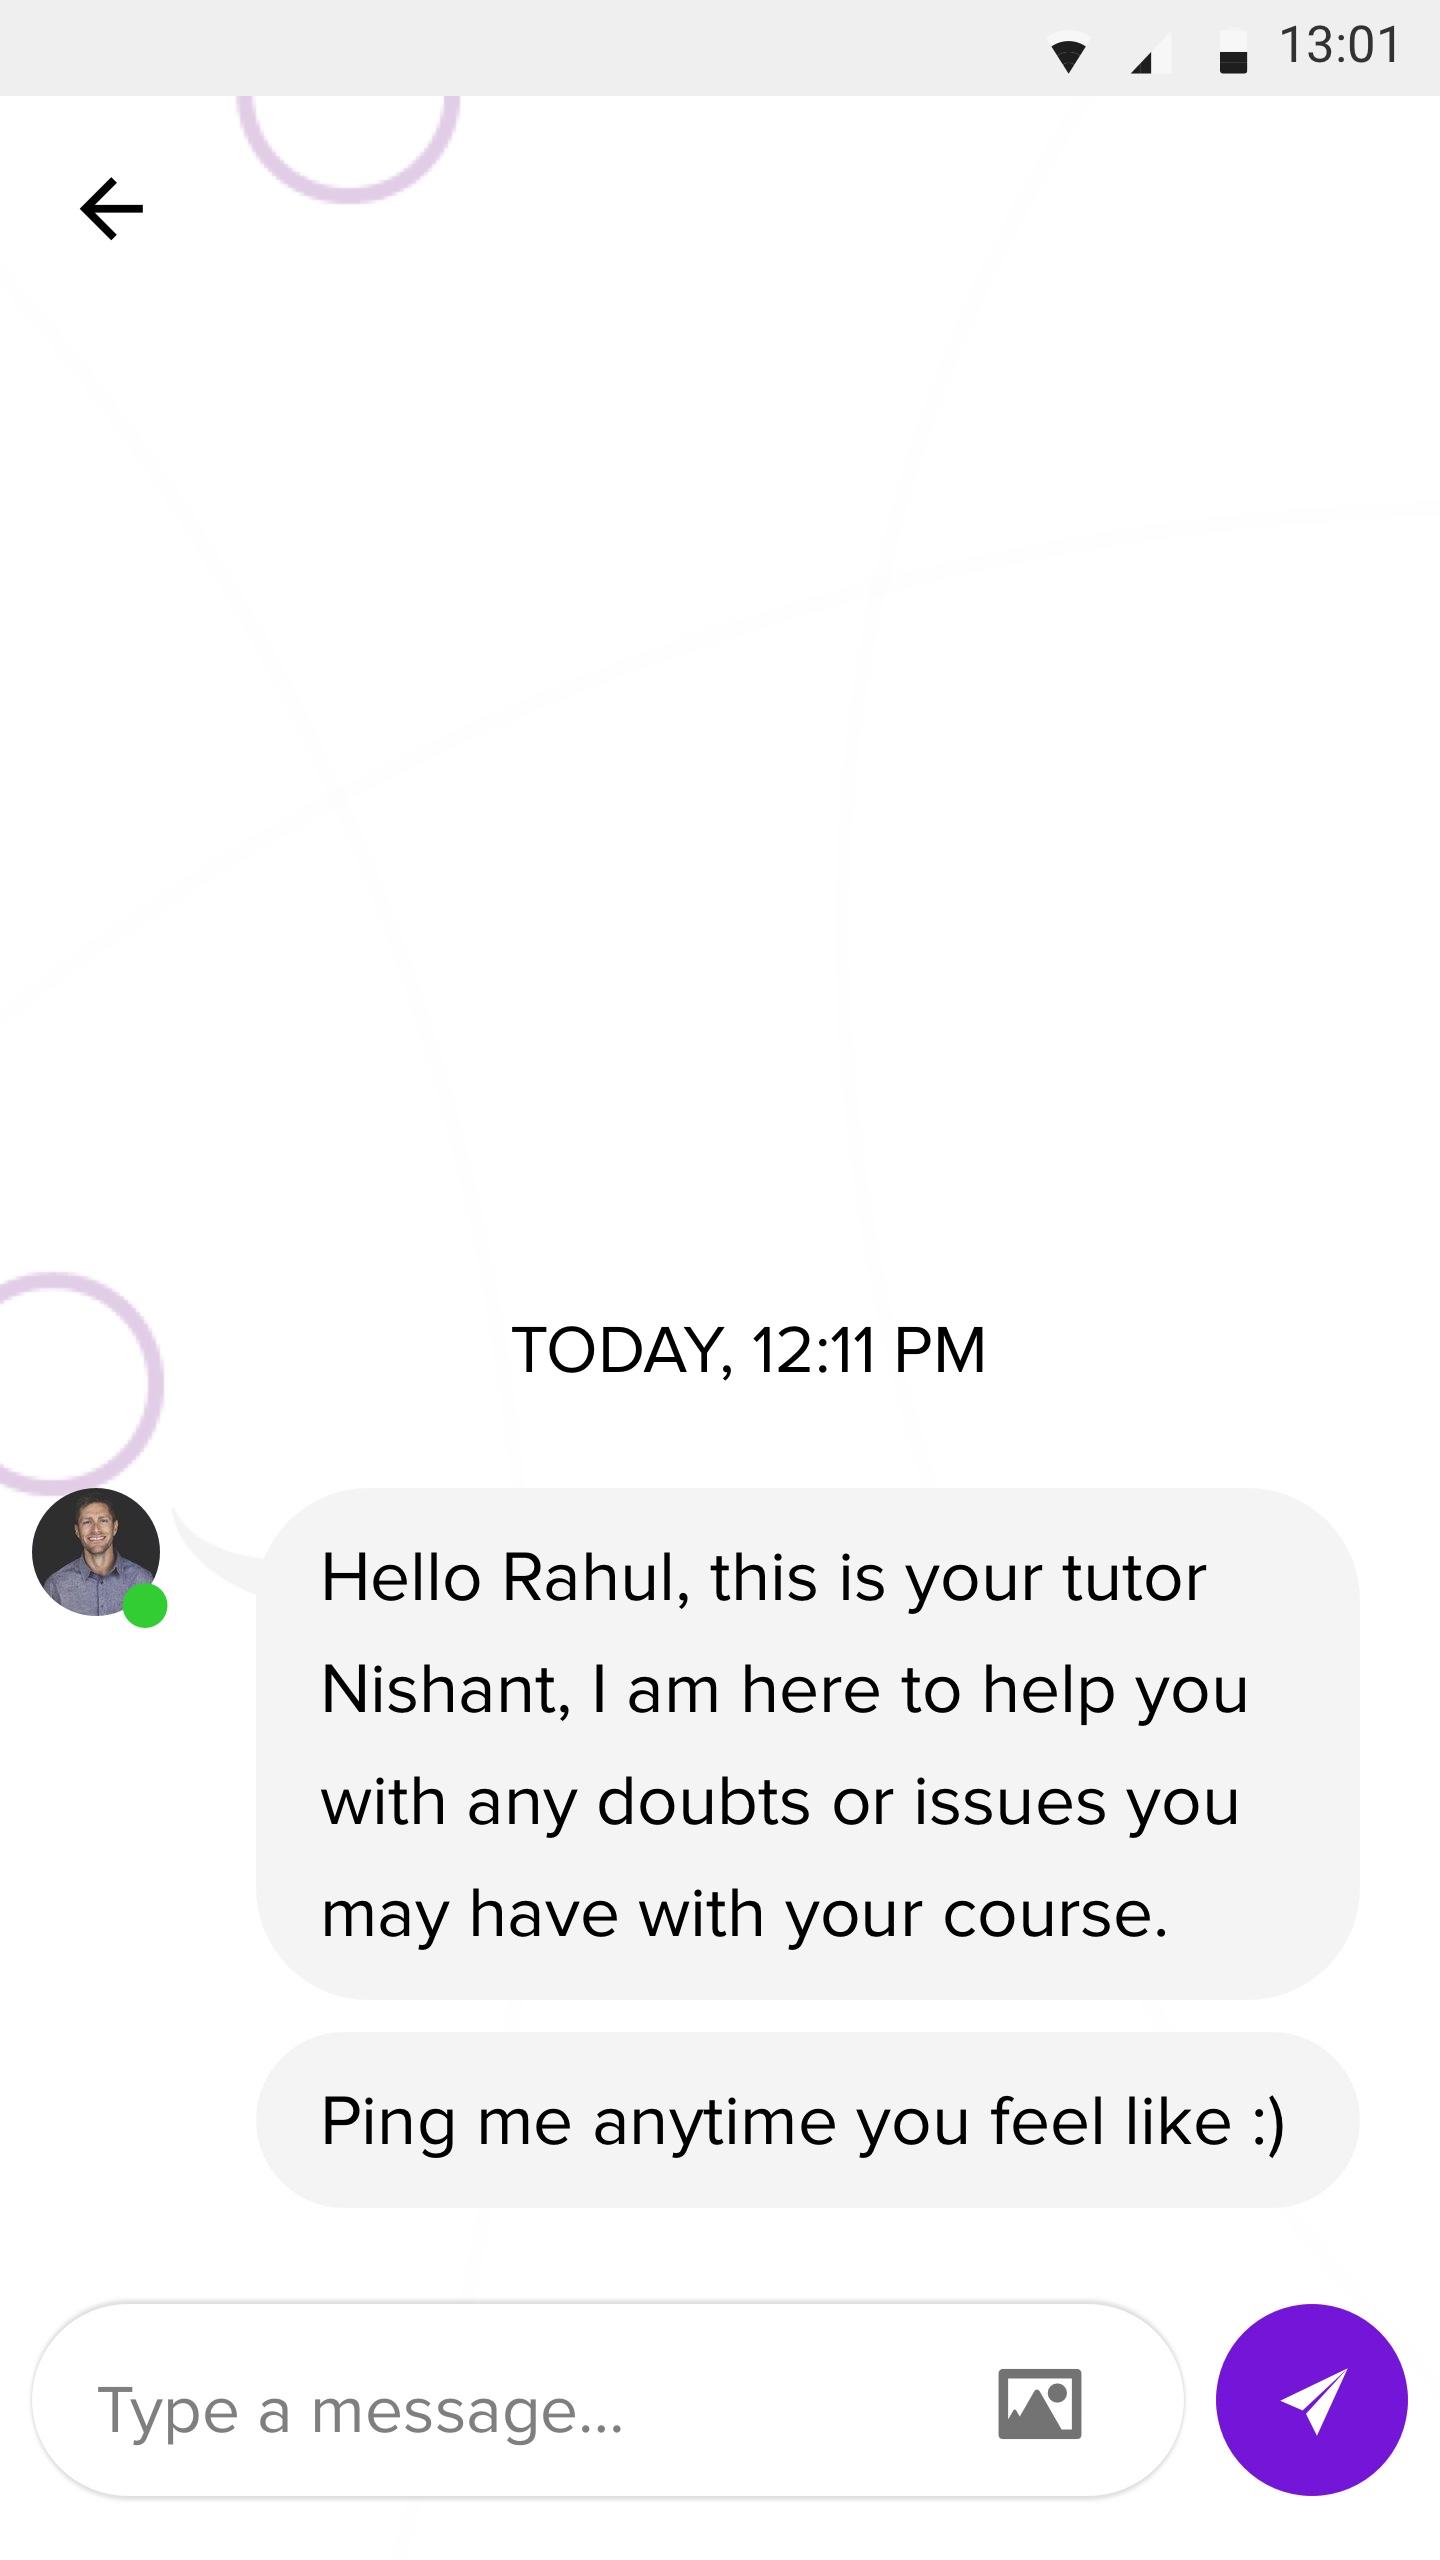 13:01
TODAY, 12:11 PM
Hello Rahul, this is your tutor
Nishant, I am here to help you
with any doubts or issues you
may have with your course.
Ping me anytime you feel like :)
Type a message...